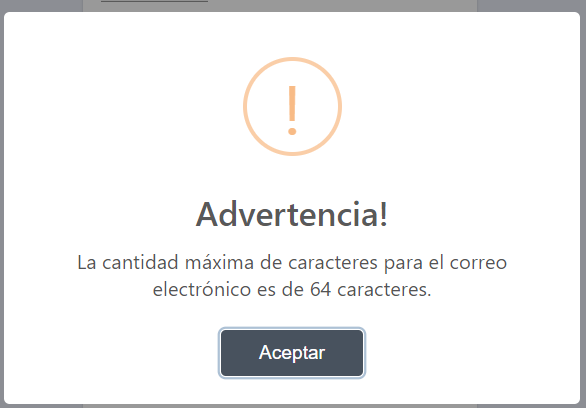 Advertencia!
La cantidad máxima de caracteres para el correo
electrónico es de 64 caracteres.
Aceptar